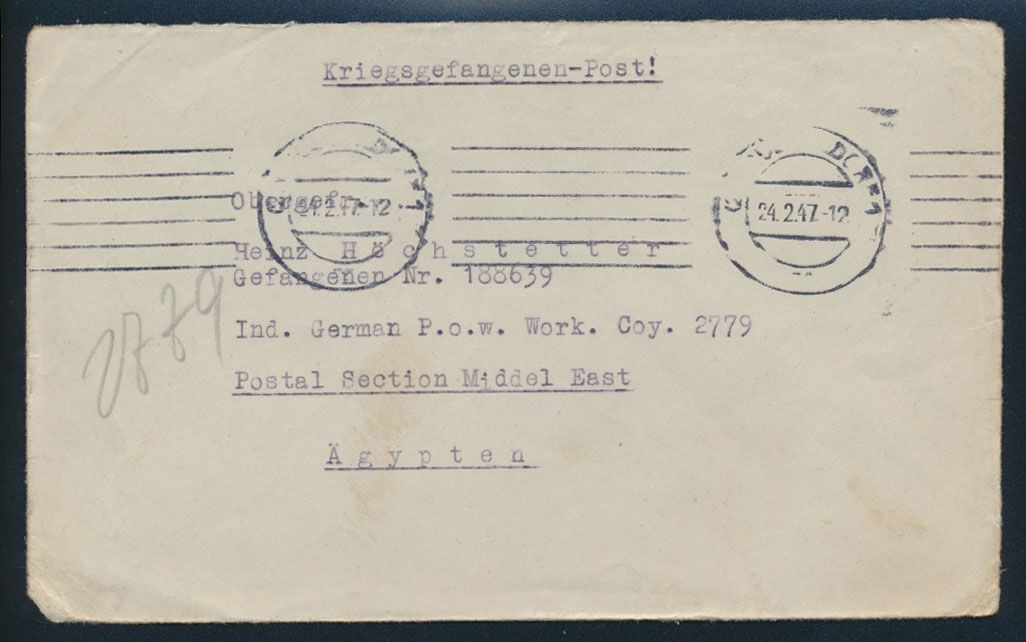 Kriegsgefangenen-Post!
24.2.47.-12
24.2.47.-12
Obergefr.
Heinz Höchstetter
Gefangenen Nr. 188639
Ind. German P.o.w. Work. Coy. 2779
Postal Section Middel East
Ägypten
2779